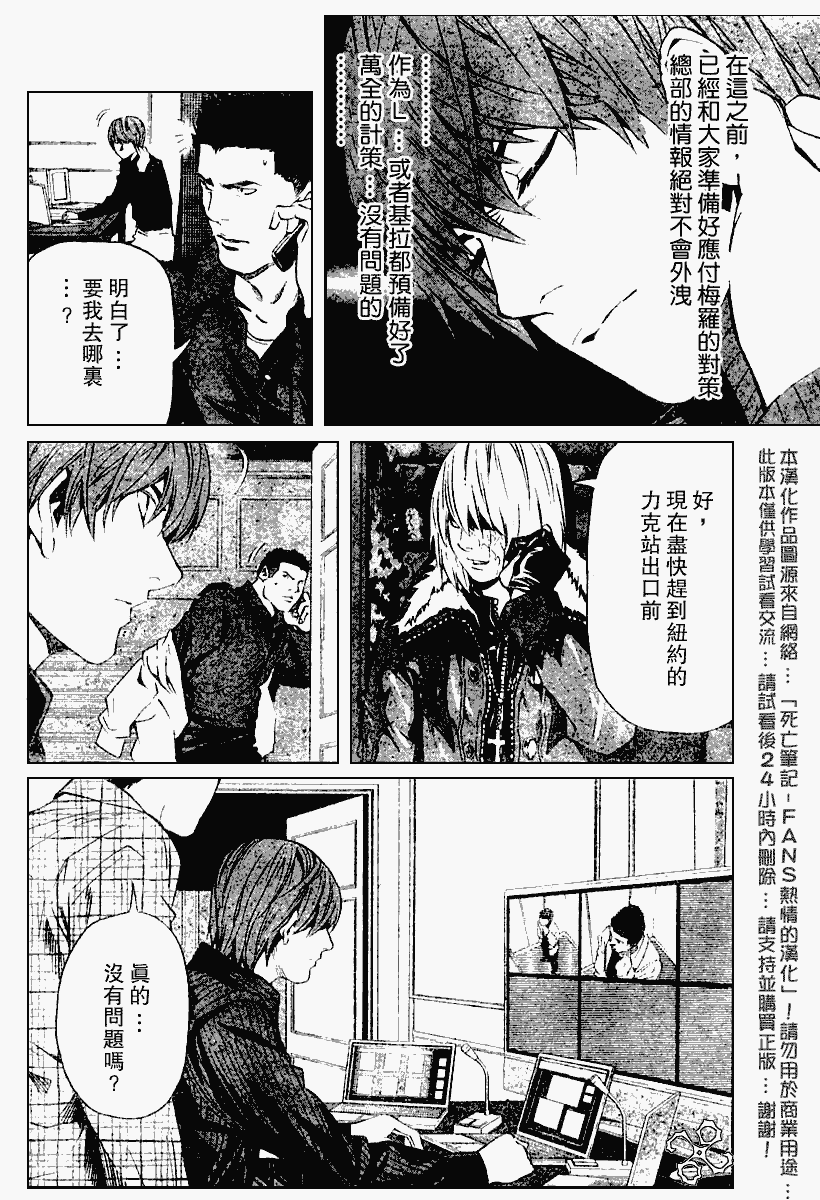 在這之前，
已經和大家準備好應付梅羅的對策
總部的情報絕對不會外洩
…………
作為L…或者基拉都預備好了
萬全的計策…沒有問題的
…………
明白了…
要我去哪裏
…？
好，
現在盡快趕到紐約的
力克站出口前
真的…
沒有問題嗎？
本漢化作品圖源來自網絡…「死亡筆記-FANS熱情的漢化」！請勿用於商業用途…
此版本僅供學習試看交流…請試看後24小時內刪除…請支持並購買正版…謝謝！